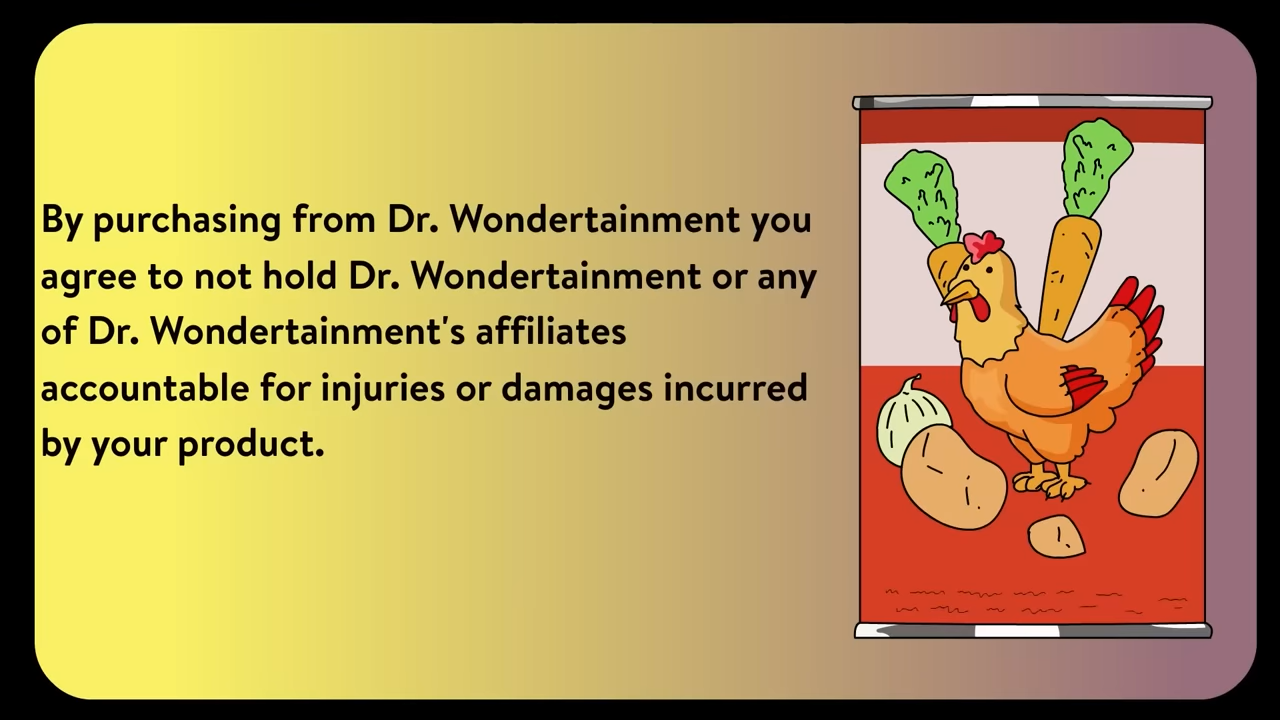 By purchasing from Dr. Wondertainment you
agree to not hold Dr. Wondertainment or any
of Dr. Wondertainment's affiliates
accountable for injuries or damages incurred
by your product.